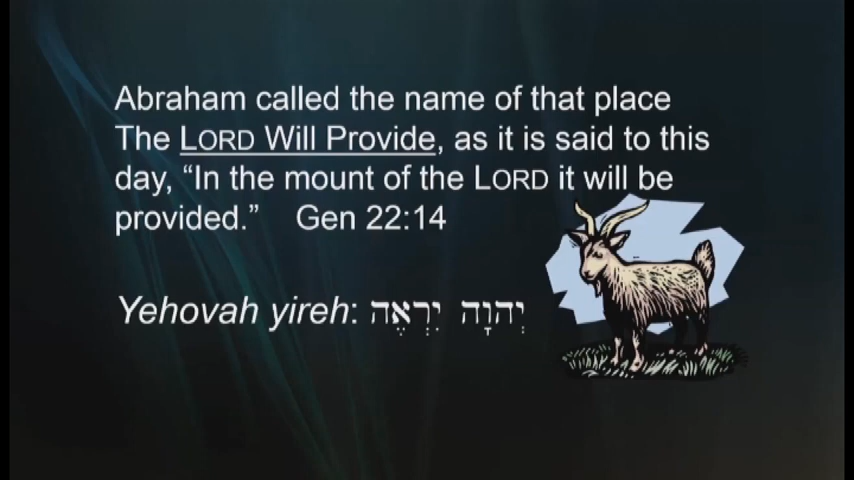 Abraham called the name of that place
The LORD Will Provide, as it is said to this
day, “In the mount of the LORD it will be
provided.” Gen 22:14
Yehovah yireh: יְהוָה יִרְאֶה